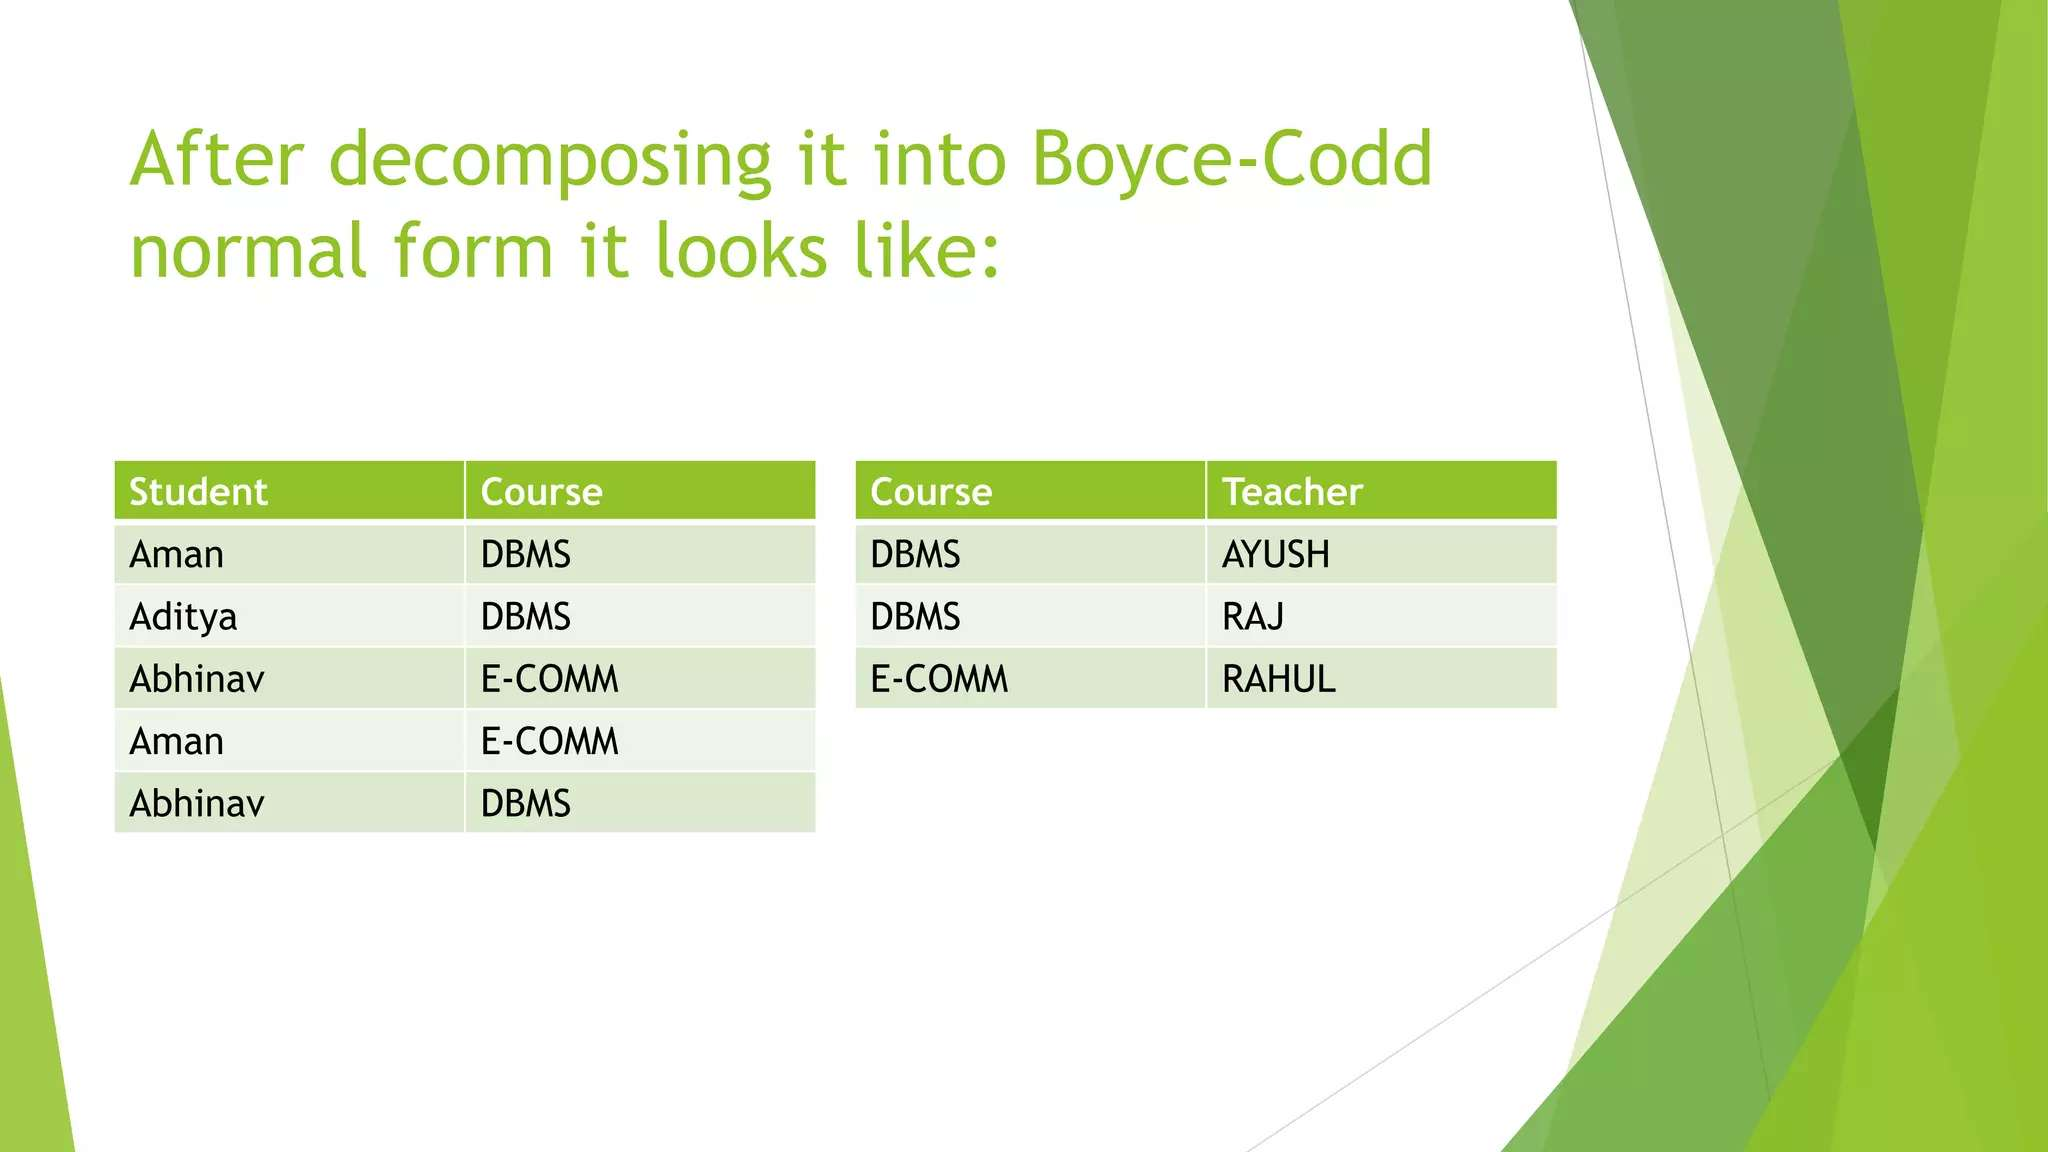 After decomposing it into Boyce-Codd
normal form it looks like:
Student Course
Aman DBMS
Aditya DBMS
Abhinav E-COMM
Aman E-COMM
Abhinav DBMS
Course Teacher
DBMS AYUSH
DBMS RAJ
E-COMM RAHUL